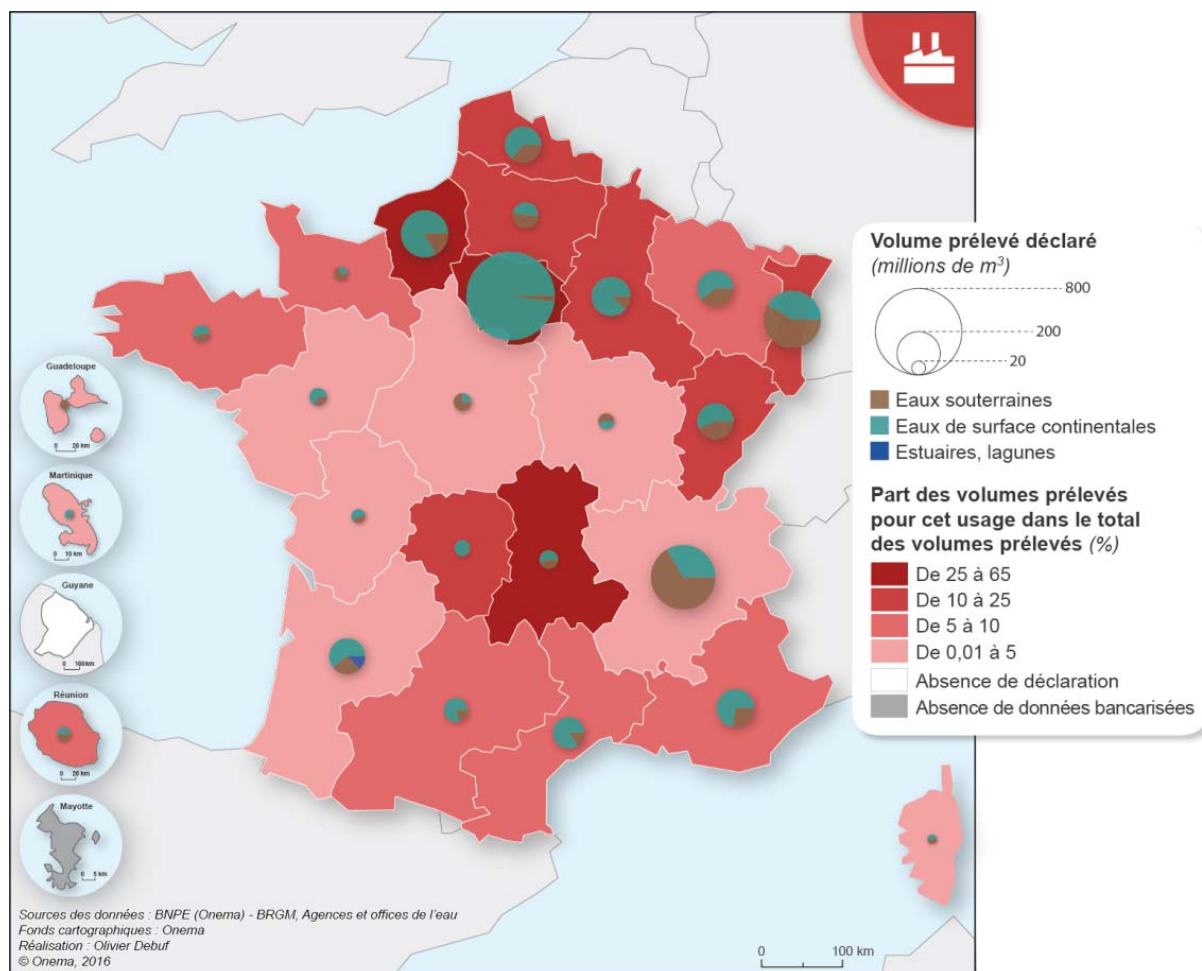 Volume prélevé déclaré
(millions de m³)
800
200
20
Eaux souterraines
Eaux de surface continentales
Estuaires, lagunes
Part des volumes prélevés
pour cet usage dans le total
des volumes prélevés (%)
De 25 à 65
De 10 à 25
De 5 à 10
De 0,01 à 5
Absence de déclaration
Absence de données bancarisées
Guadeloupe
0 20 km
Martinique
0 10 km
Guyane
0 100 km
Réunion
0 20 km
Mayotte
0 5 km
Sources des données : BNPE (Onema) - BRGM, Agences et offices de l'eau
Fonds cartographiques : Onema
Réalisation : Olivier Debuf
© Onema, 2016
0 100 km